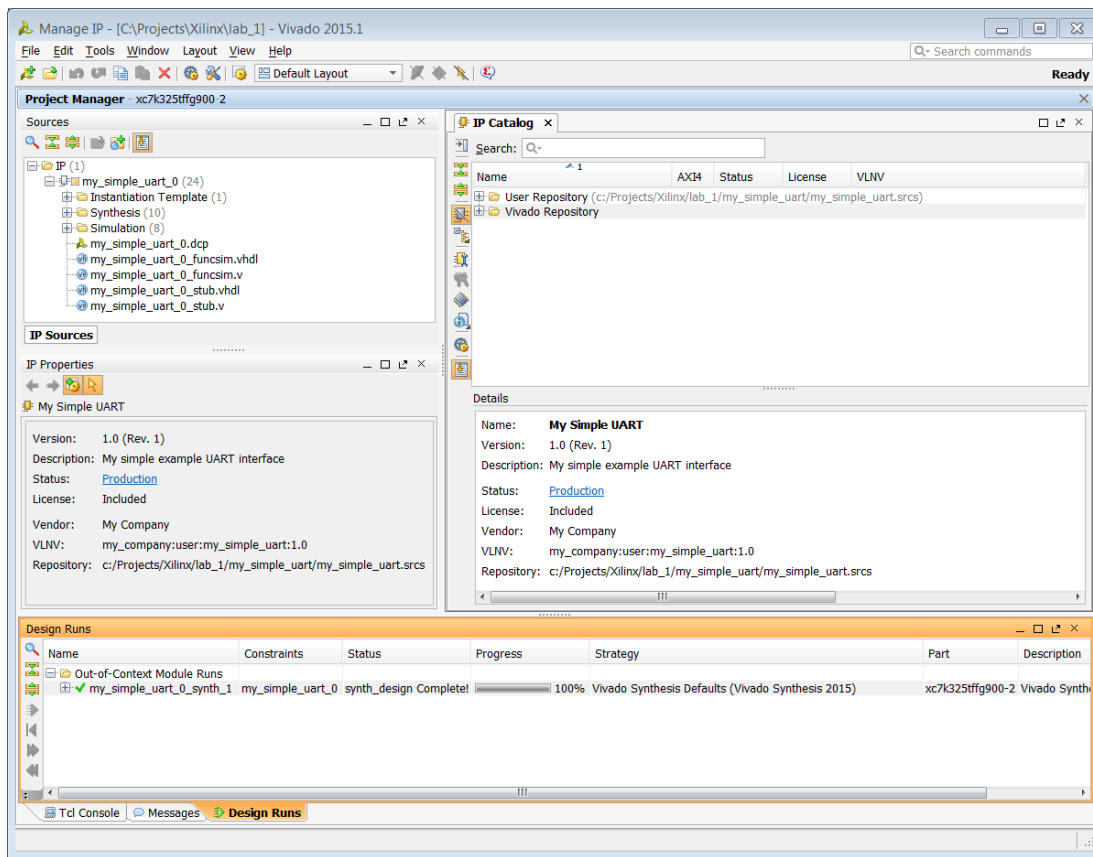 Manage IP - [C:\Projects\Xilinx\lab_1] - Vivado 2015.1
File Edit Tools Window Layout View Help
Search commands
Default Layout
Ready
Project Manager - xc7k325tffg900-2
Sources
IP (1)
my_simple_uart_0 (24)
Instantiation Template (1)
Synthesis (10)
Simulation (8)
my_simple_uart_0.dcp
my_simple_uart_0_funcsim.vhdl
my_simple_uart_0_funcsim.v
my_simple_uart_0_stub.vhdl
my_simple_uart_0_stub.v
IP Sources
IP Properties
My Simple UART
Version: 1.0 (Rev. 1)
Description: My simple example UART interface
Status: Production
License: Included
Vendor: My Company
VLNV: my_company:user:my_simple_uart:1.0
Repository: c:/Projects/Xilinx/lab_1/my_simple_uart/my_simple_uart.srcs
IP Catalog
Search:
Name 1 AXI4 Status License VLNV
User Repository (c:/Projects/Xilinx/lab_1/my_simple_uart/my_simple_uart.srcs)
Vivado Repository
Details
Name: My Simple UART
Version: 1.0 (Rev. 1)
Description: My simple example UART interface
Status: Production
License: Included
Vendor: My Company
VLNV: my_company:user:my_simple_uart:1.0
Repository: c:/Projects/Xilinx/lab_1/my_simple_uart/my_simple_uart.srcs
Design Runs
Name Constraints Status Progress Strategy Part Description
Out-of-Context Module Runs
my_simple_uart_0_synth_1 my_simple_uart_0 synth_design Complete! 100% Vivado Synthesis Defaults (Vivado Synthesis 2015) xc7k325tffg900-2 Vivado Synth
Tcl Console Messages Design Runs